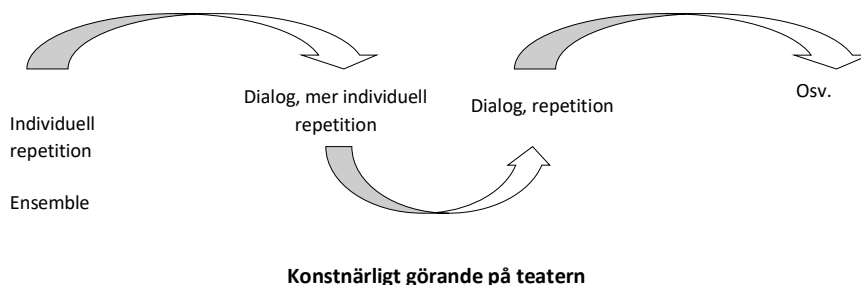 Individuell
repetition
Ensemble
Dialog, mer individuell
repetition
Dialog, repetition
Osv.
Konstnärligt görande på teatern